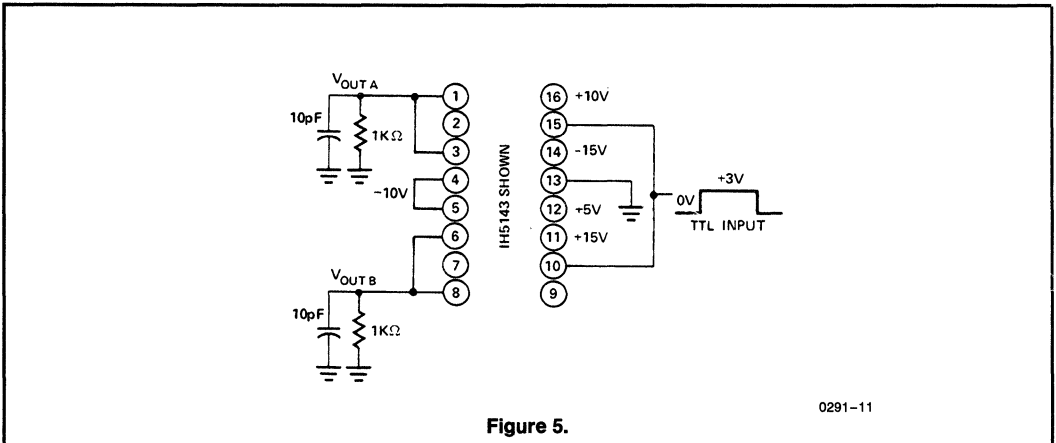 VOUT A
10pF
1KΩ
-10V
VOUT B
10pF
1KΩ
1
2
3
4
5
6
7
8
IH5143 SHOWN
16 +10V
15
14 -15V
13
12 +5V
11 +15V
10
9
+3V
0V
TTL INPUT
0291-11
Figure 5.